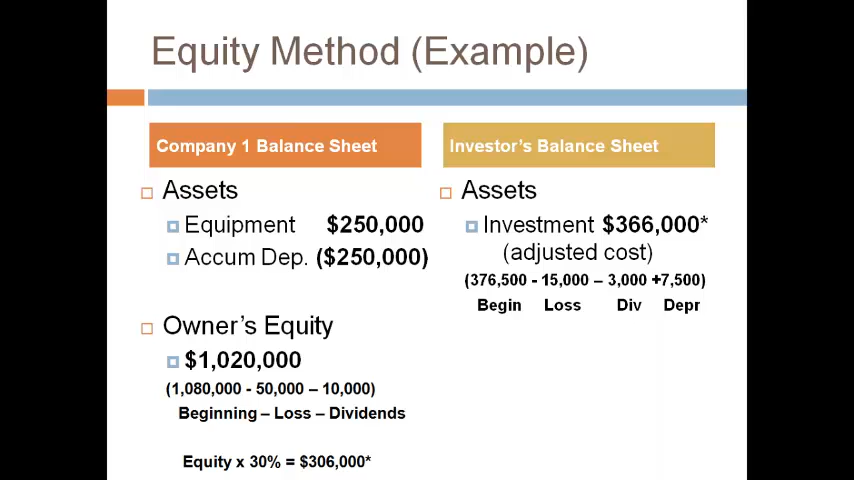 Equity Method (Example)
Company 1 Balance Sheet
Assets
Equipment $250,000
Accum Dep. ($250,000)
Owner's Equity
$1,020,000
(1,080,000 - 50,000 – 10,000)
Beginning – Loss – Dividends
Equity x 30% = $306,000*
Investor's Balance Sheet
Assets
Investment $366,000*
(adjusted cost)
(376,500 - 15,000 – 3,000 +7,500)
Begin Loss Div Depr